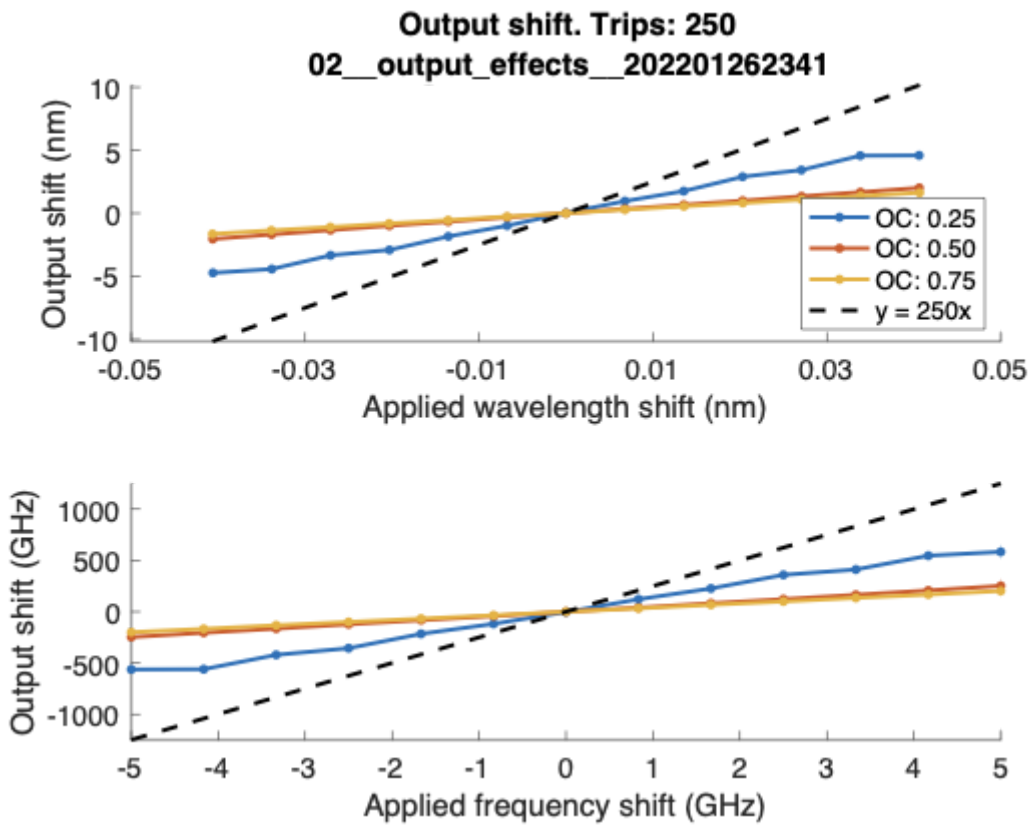 Output shift. Trips: 250
02__output_effects__202201262341
Output shift (nm)
10
5
0
-5
-10
-0.05 -0.03 -0.01 0.01 0.03 0.05
Applied wavelength shift (nm)
OC: 0.25
OC: 0.50
OC: 0.75
y = 250x
Output shift (GHz)
1000
500
0
-500
-1000
-5 -4 -3 -2 -1 0 1 2 3 4 5
Applied frequency shift (GHz)